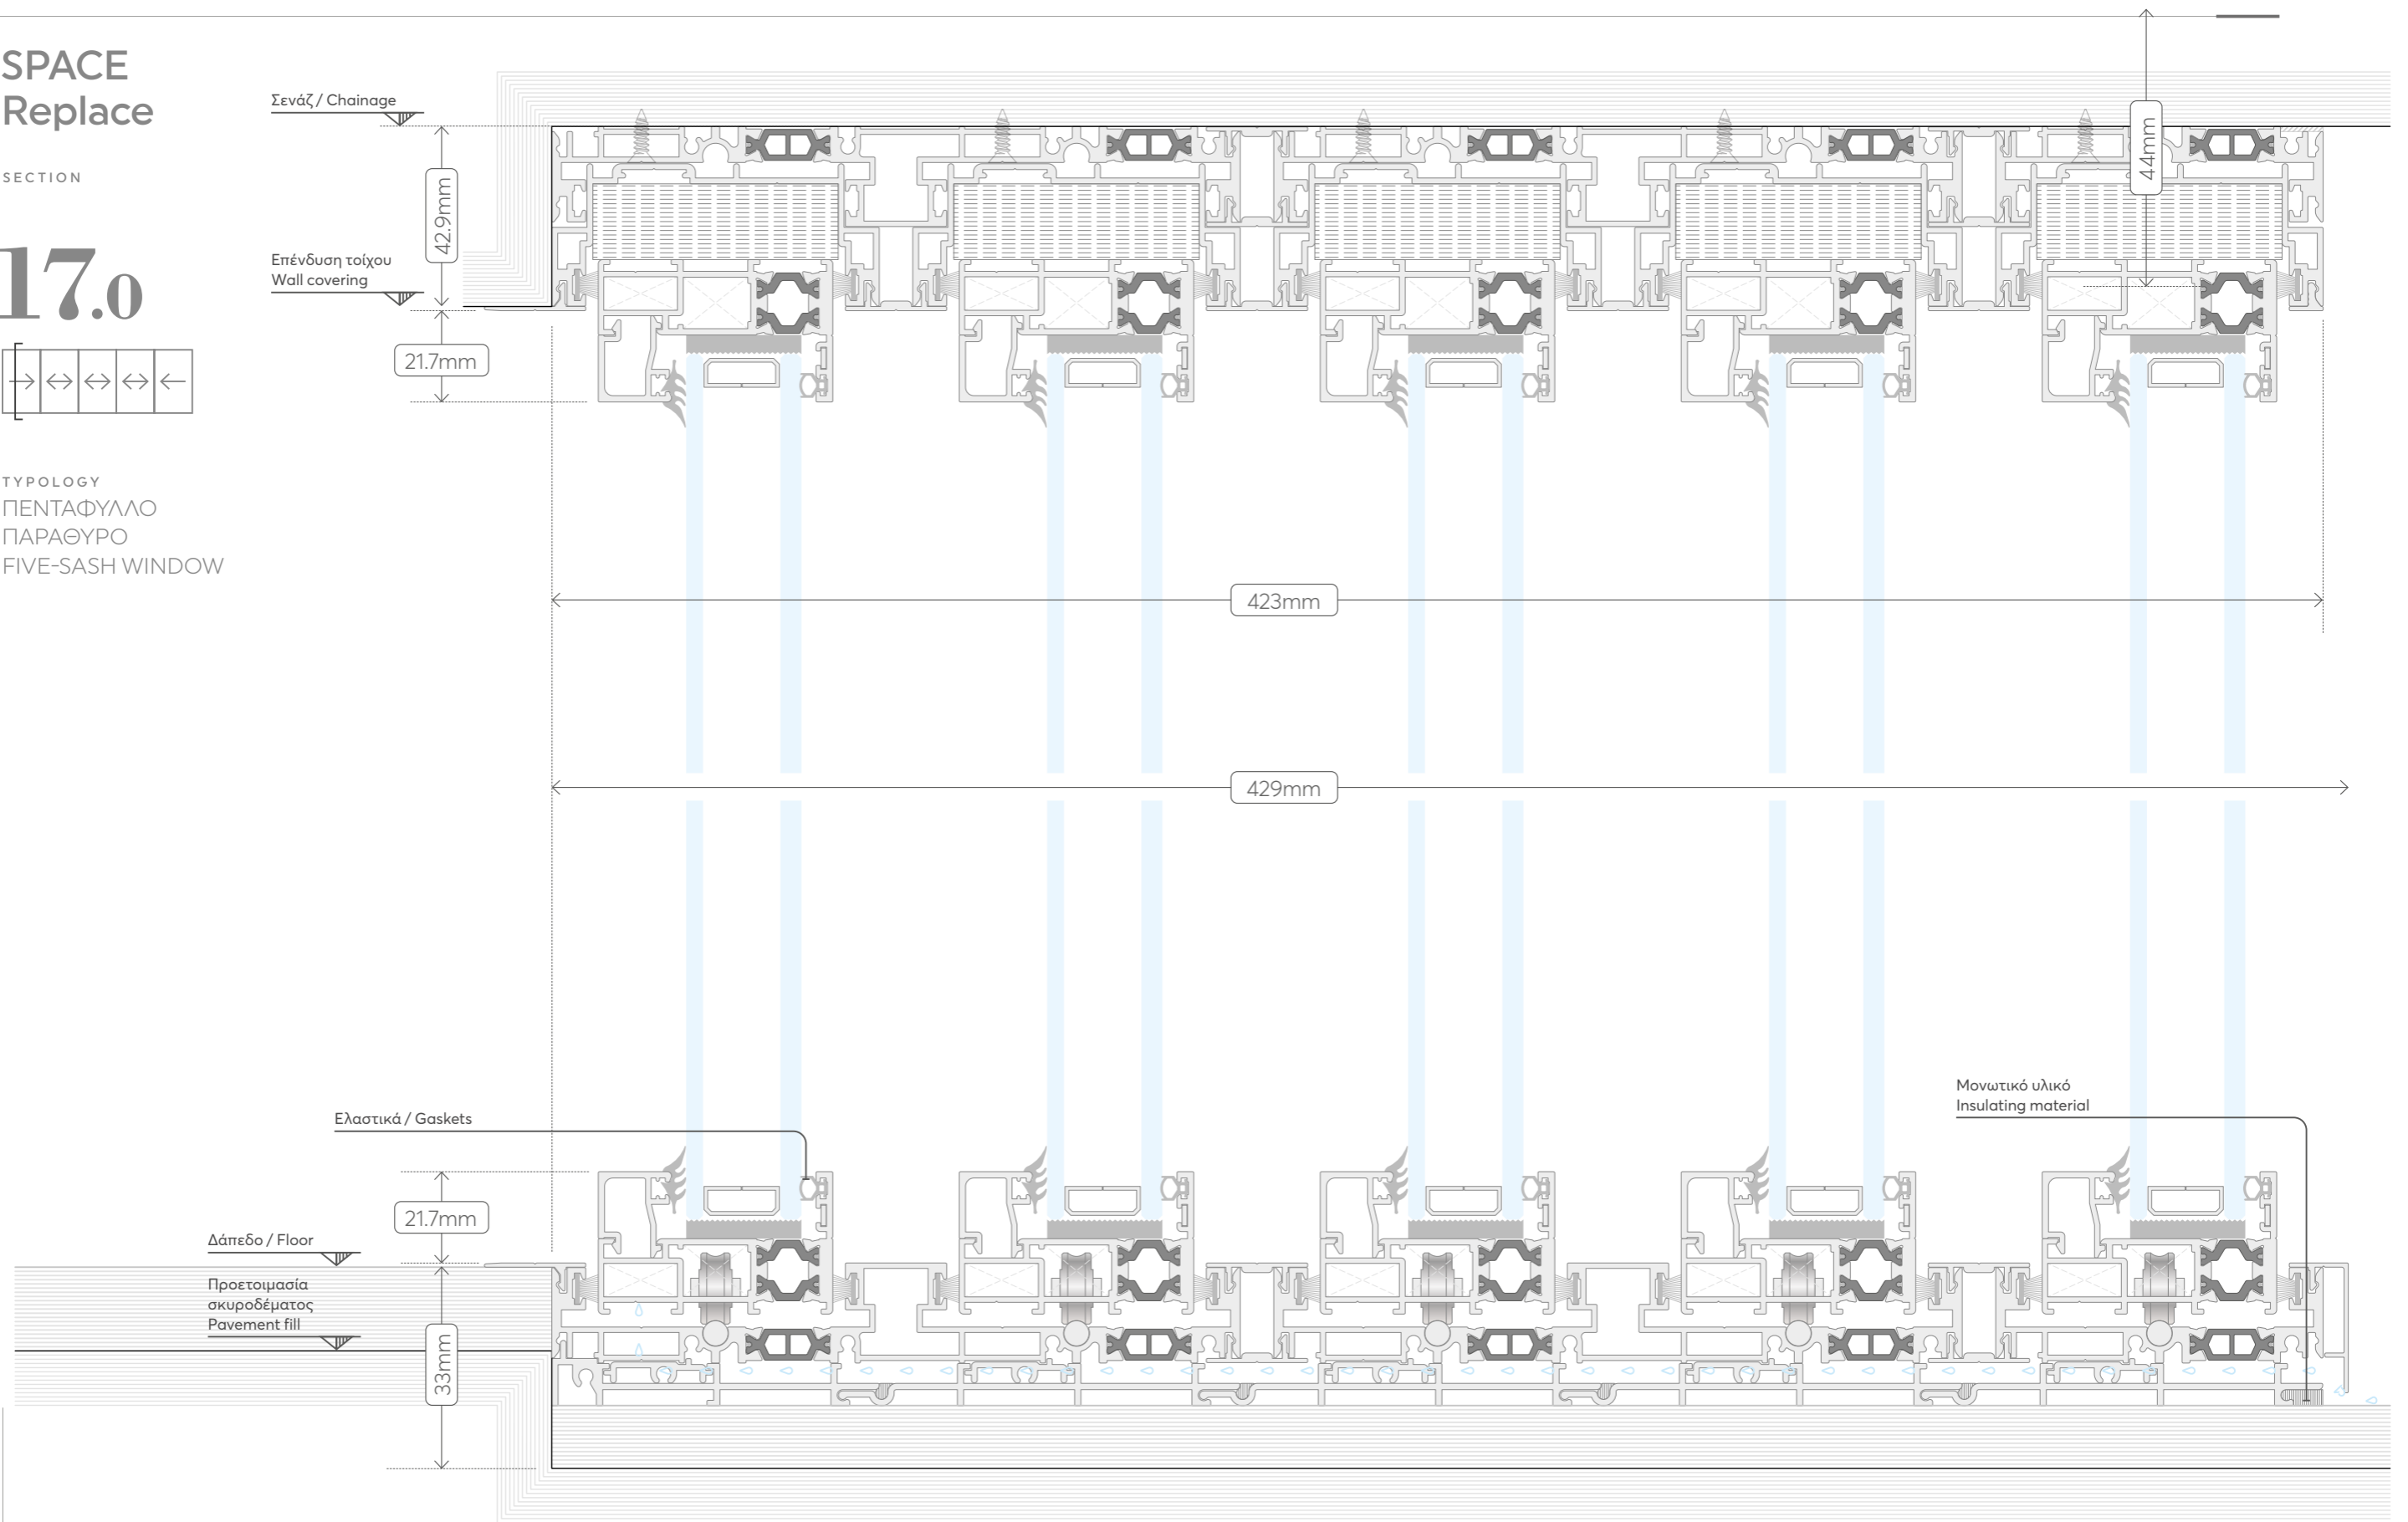 SPACE
Replace
SECTION
17.0
TYPOLOGY
ΠΕΝΤΑΦΥΛΛΟ
ΠΑΡΑΘΥΡΟ
FIVE-SASH WINDOW
Σενάζ / Chainage
42.9mm
Επένδυση τοίχου
Wall covering
21.7mm
44mm
423mm
429mm
Ελαστικά / Gaskets
Μονωτικό υλικό
Insulating material
21.7mm
Δάπεδο / Floor
Προετοιμασία
σκυροδέματος
Pavement fill
33mm